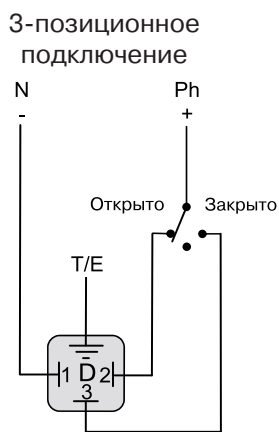 3-позиционное
подключение
N Ph
- +
Открыто Закрыто
T/E
1 D 2
3